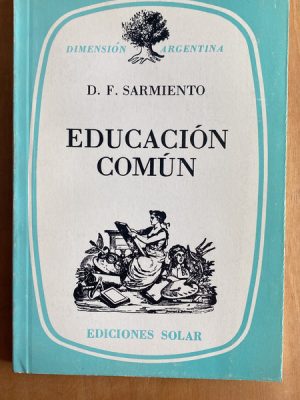 DIMENSIÓN ARGENTINA
D. F. SARMIENTO
EDUCACIÓN
COMÚN
EDICIONES SOLAR